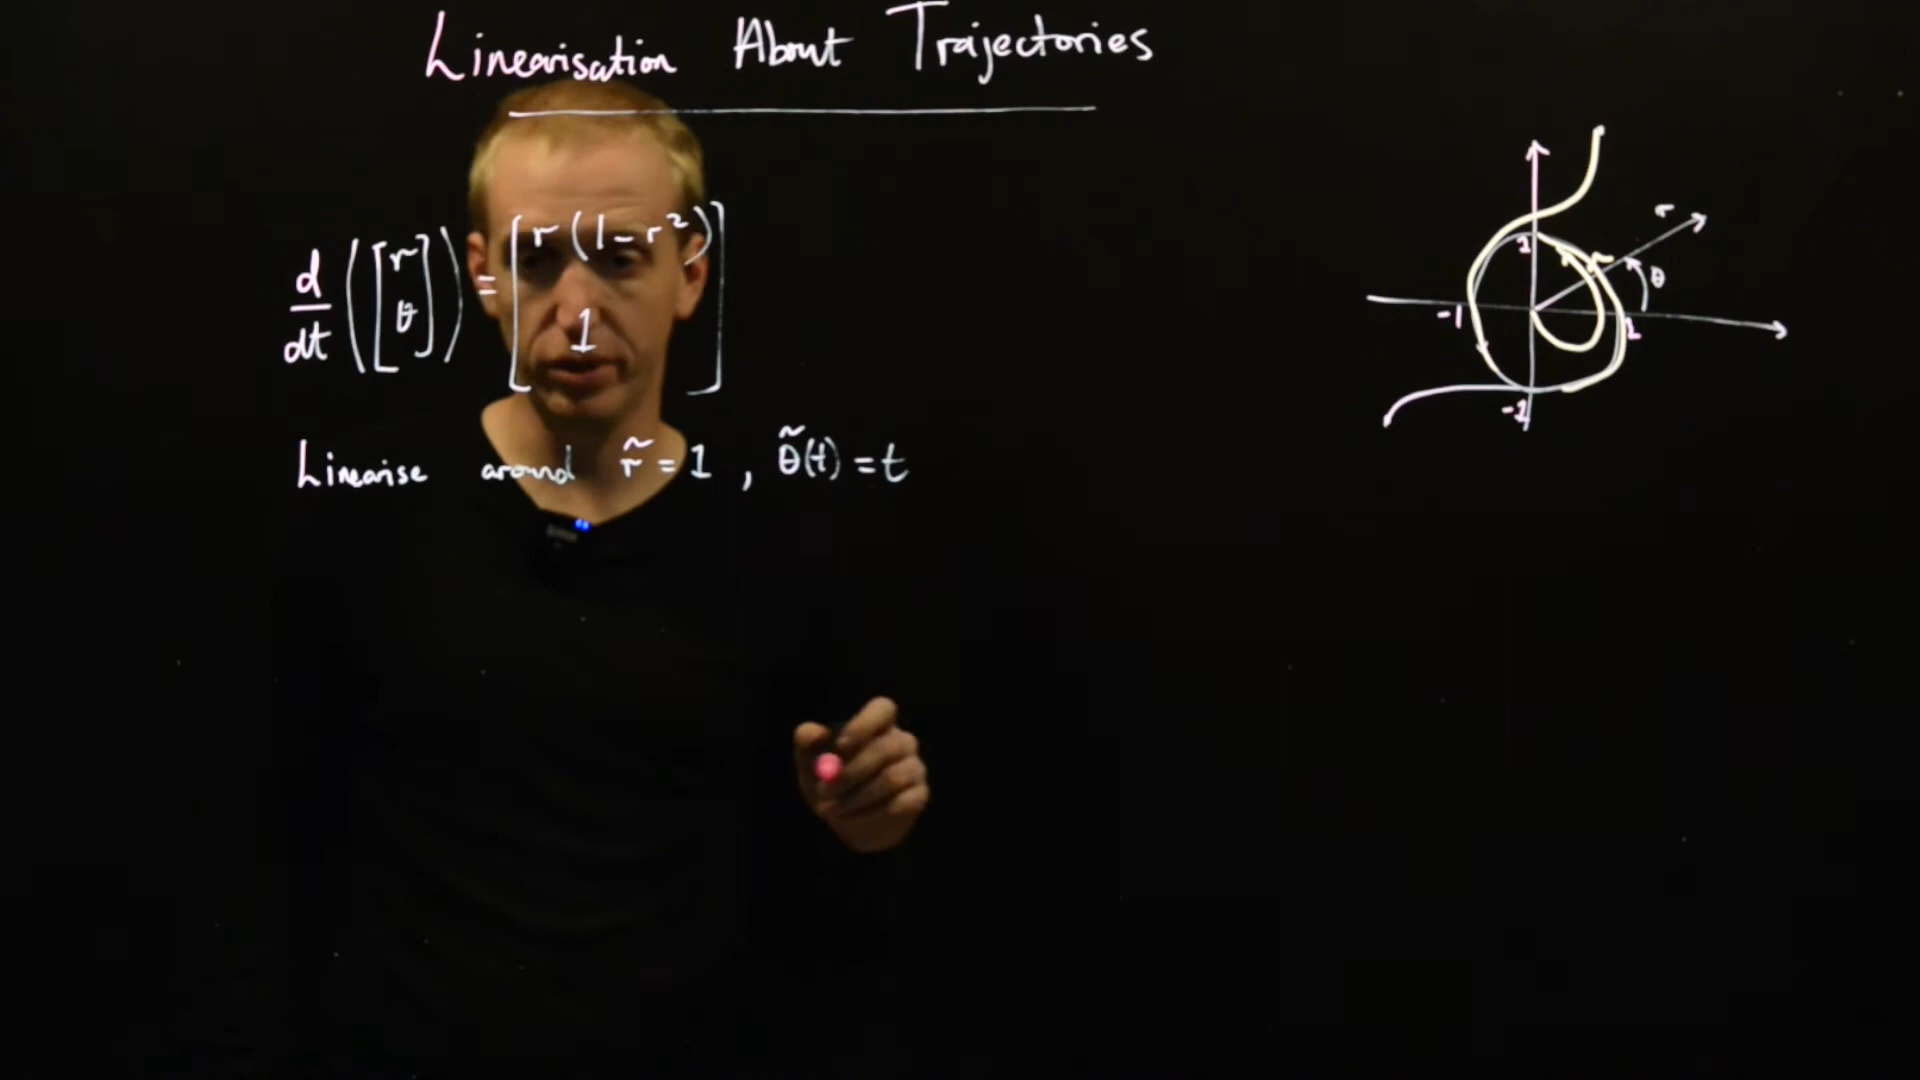 Linearisation About Trajectories
d/dt ([r θ]) = [r(1-r²) 1]
Linearise around r̃ = 1 , θ̃(t) = t
r
1
r
θ
-1
1
-1